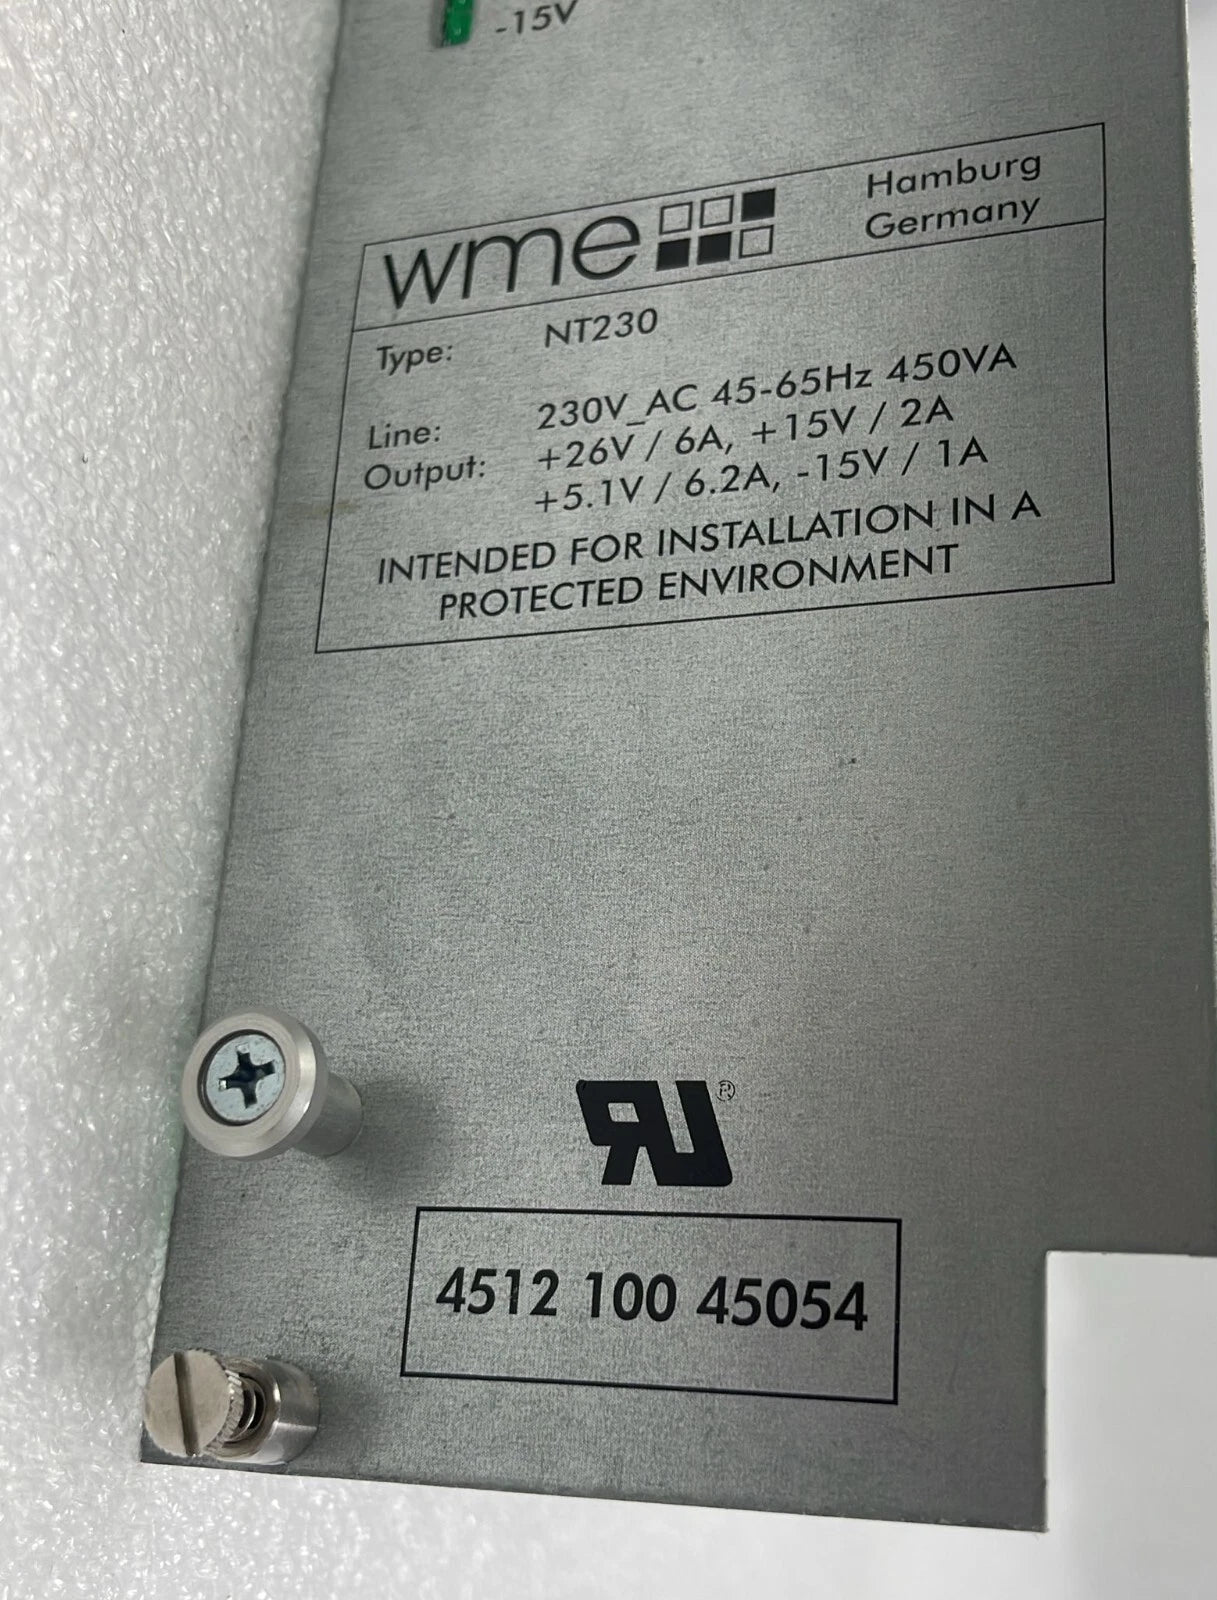 -15V
wme
Hamburg
Germany
Type: NT230
Line: 230V_AC 45-65Hz 450VA
Output: +26V / 6A, +15V / 2A
+5.1V / 6.2A, -15V / 1A
INTENDED FOR INSTALLATION IN A
PROTECTED ENVIRONMENT
RU®
4512 100 45054